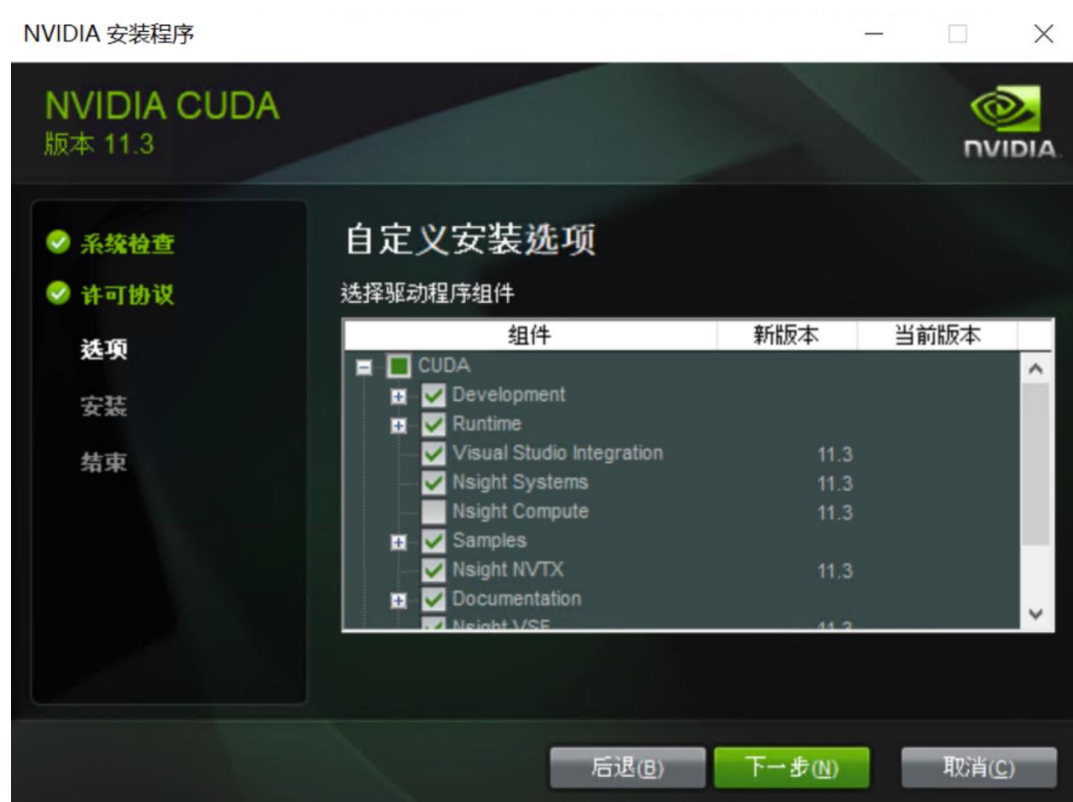 NVIDIA 安装程序
NVIDIA CUDA
版本 11.3
NVIDIA.
系统检查
许可协议
选项
安装
结束
自定义安装选项
选择驱动程序组件
组件 新版本 当前版本
CUDA
Development
Runtime
Visual Studio Integration 11.3
Nsight Systems 11.3
Nsight Compute 11.3
Samples
Nsight NVTX 11.3
Documentation
Nsight VSE 11.3
后退(B) 下一步(N) 取消(C)